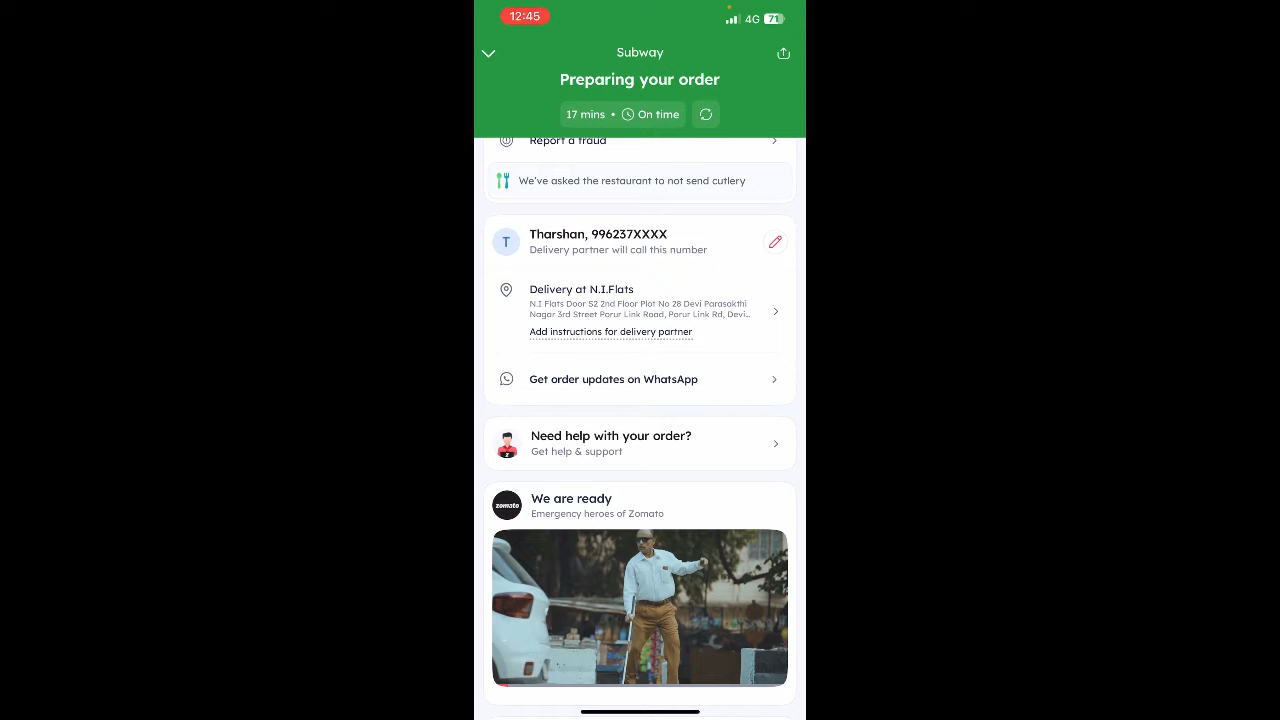 12:45
4G 71
Subway
Preparing your order
17 mins • On time
Report a fraud
We've asked the restaurant to not send cutlery
T
Tharshan, 996237XXXX
Delivery partner will call this number
Delivery at N.I.Flats
N.I Flats Door S2 2nd Floor Plot No 28 Devi Parasakthi
Nagar 3rd Street Porur Link Road, Porur Link Rd, Devi...
Add instructions for delivery partner
Get order updates on WhatsApp
Need help with your order?
Get help & support
zomato
We are ready
Emergency heroes of Zomato